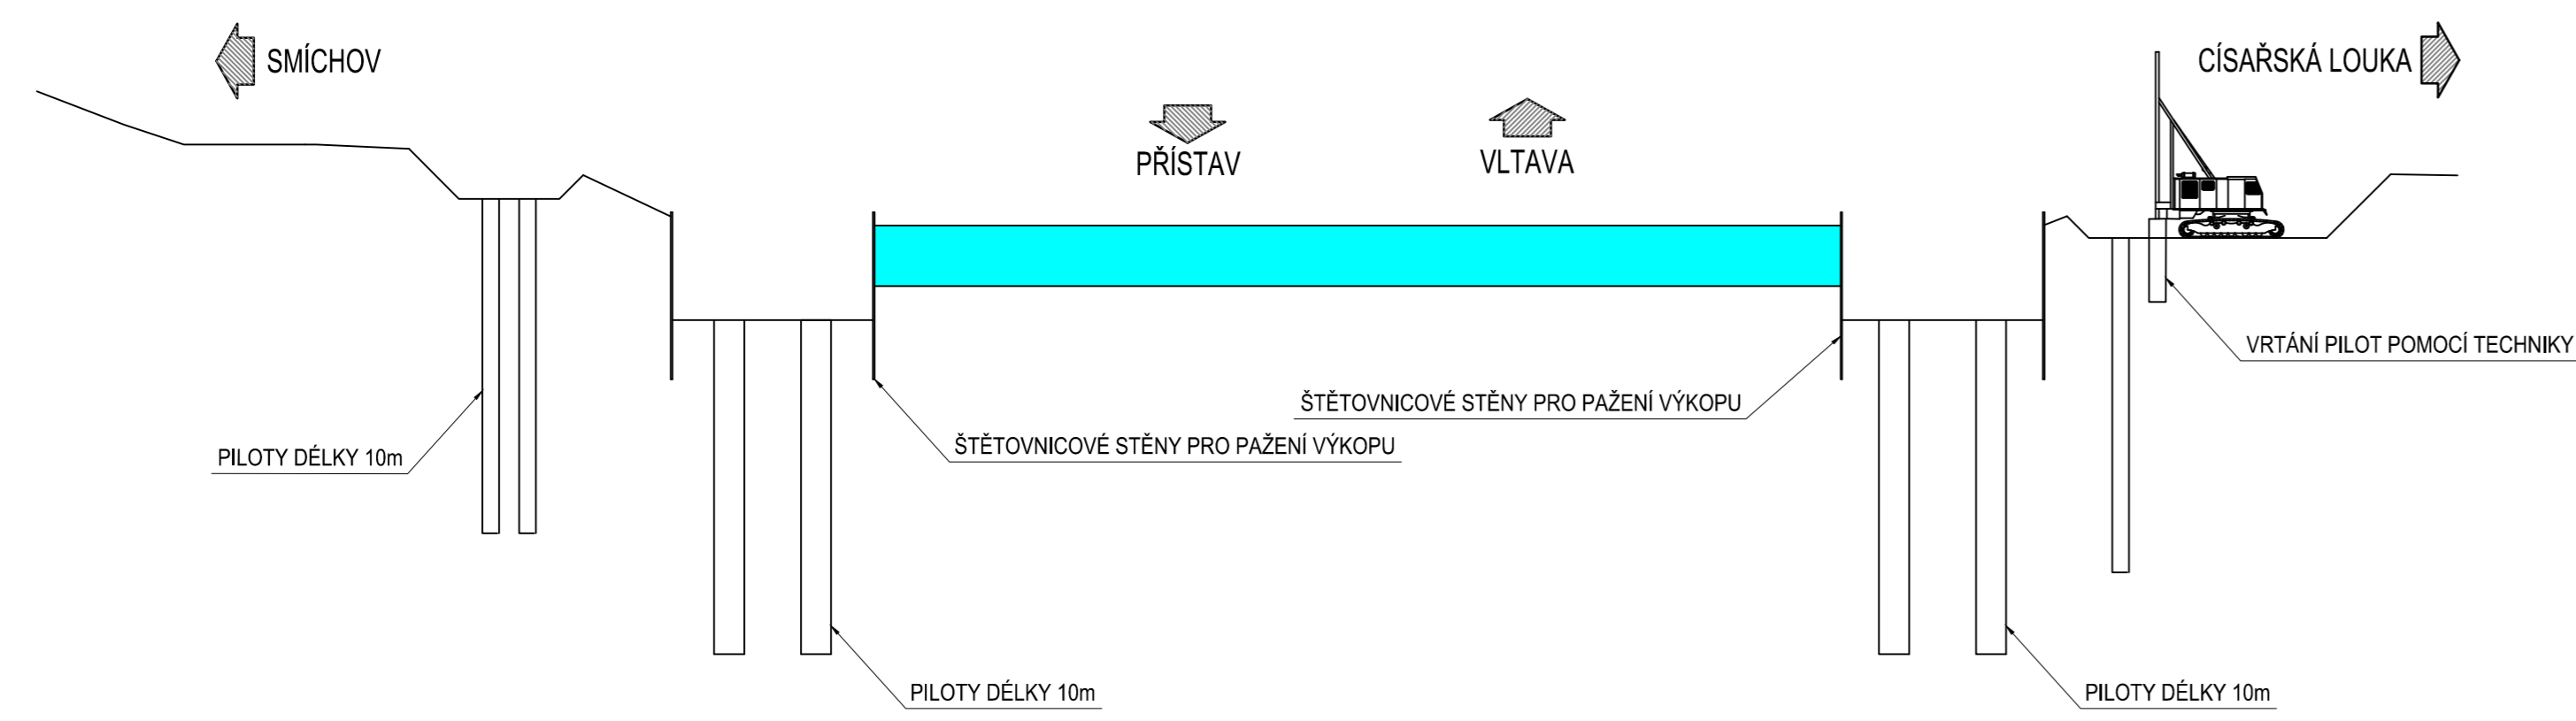 SMÍCHOV
CÍSAŘSKÁ LOUKA
PŘÍSTAV
VLTAVA
VRTÁNÍ PILOT POMOCÍ TECHNIKY
ŠTĚTOVNICOVÉ STĚNY PRO PAŽENÍ VÝKOPU
ŠTĚTOVNICOVÉ STĚNY PRO PAŽENÍ VÝKOPU
PILOTY DÉLKY 10m
PILOTY DÉLKY 10m
PILOTY DÉLKY 10m